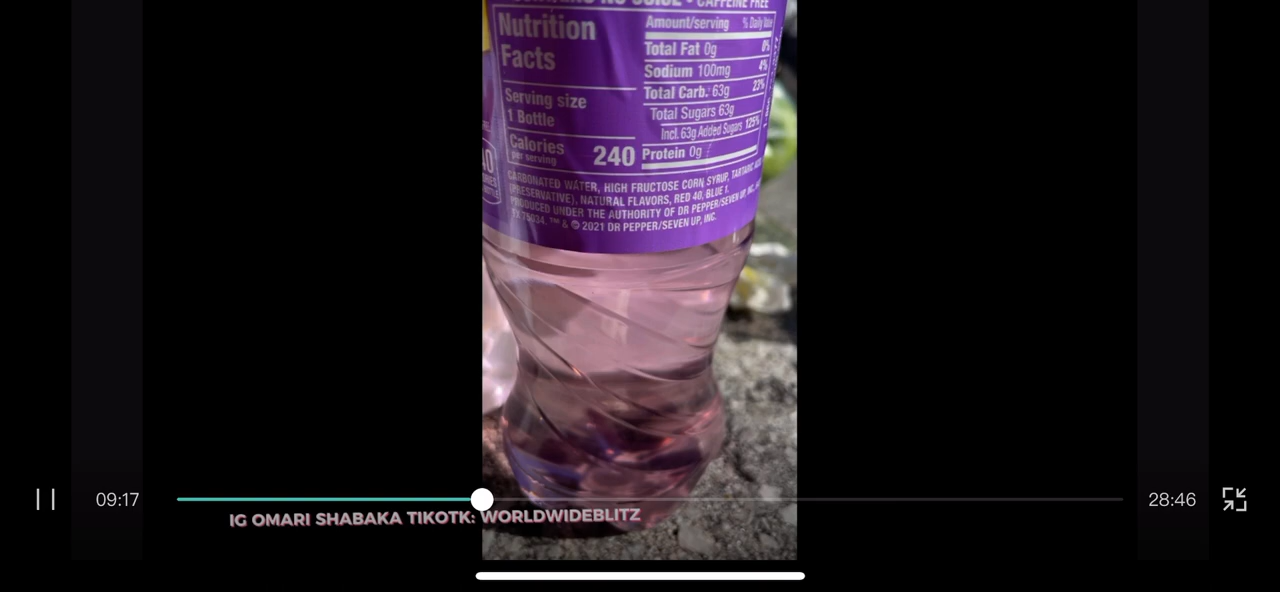 CAFFEINE FREE
Nutrition
Facts
Serving size
1 Bottle
Calories
per serving
240
Amount/serving % Daily Value
Total Fat 0g 0%
Sodium 100mg 4%
Total Carb. 63g 23%
Total Sugars 63g
Incl. 63g Added Sugars 125%
Protein 0g
CARBONATED WATER, HIGH FRUCTOSE CORN SYRUP, TARTARIC
(PRESERVATIVE), NATURAL FLAVORS, RED 40, BLUE 1.
PRODUCED UNDER THE AUTHORITY OF DR PEPPER/SEVEN UP, INC.,
TX 75034. ™ & © 2021 DR PEPPER/SEVEN UP, INC.
09:17
28:46
IG OMARI SHABAKA TIKOTK: WORLDWIDEBLITZ